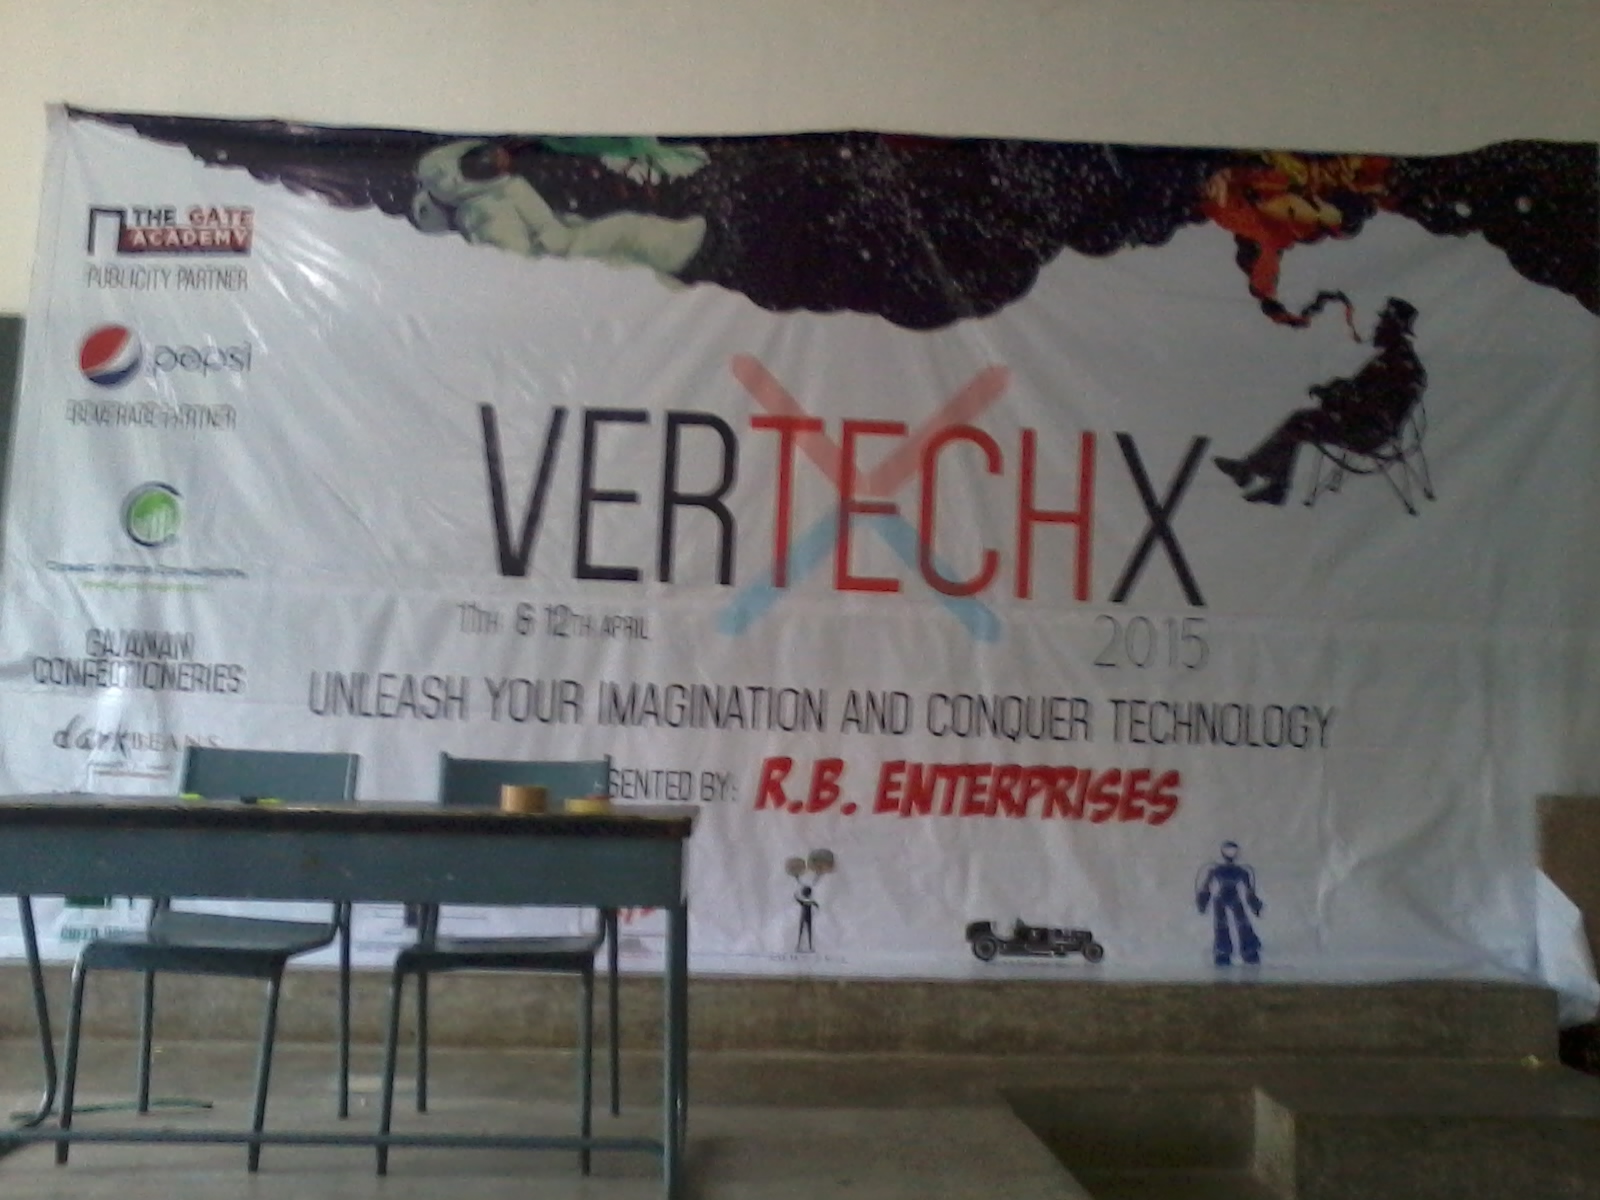 THE GATE
ACADEMY
PUBLICITY PARTNER
pepsi
BEVERAGE PARTNER
GAJANAN
CONFECTIONERIES
dark BEANS
VERTECHX
11TH & 12TH APRIL
2015
UNLEASH YOUR IMAGINATION AND CONQUER TECHNOLOGY
SENTED BY: R.B. ENTERPRISES